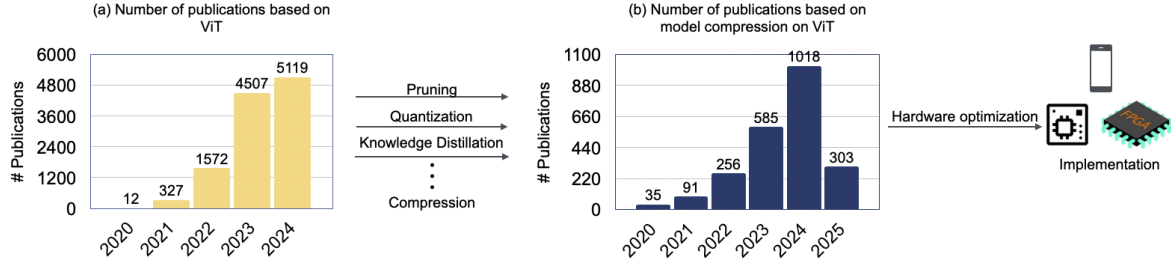 (a) Number of publications based on
ViT
# Publications
6000
4800
3600
2400
1200
0
12
327
1572
4507
5119
2020
2021
2022
2023
2024
Pruning
Quantization
Knowledge Distillation
Compression
(b) Number of publications based on
model compression on ViT
# Publications
1100
880
660
440
220
0
35
91
256
585
1018
303
2020
2021
2022
2023
2024
2025
Hardware optimization
FPGA
Implementation